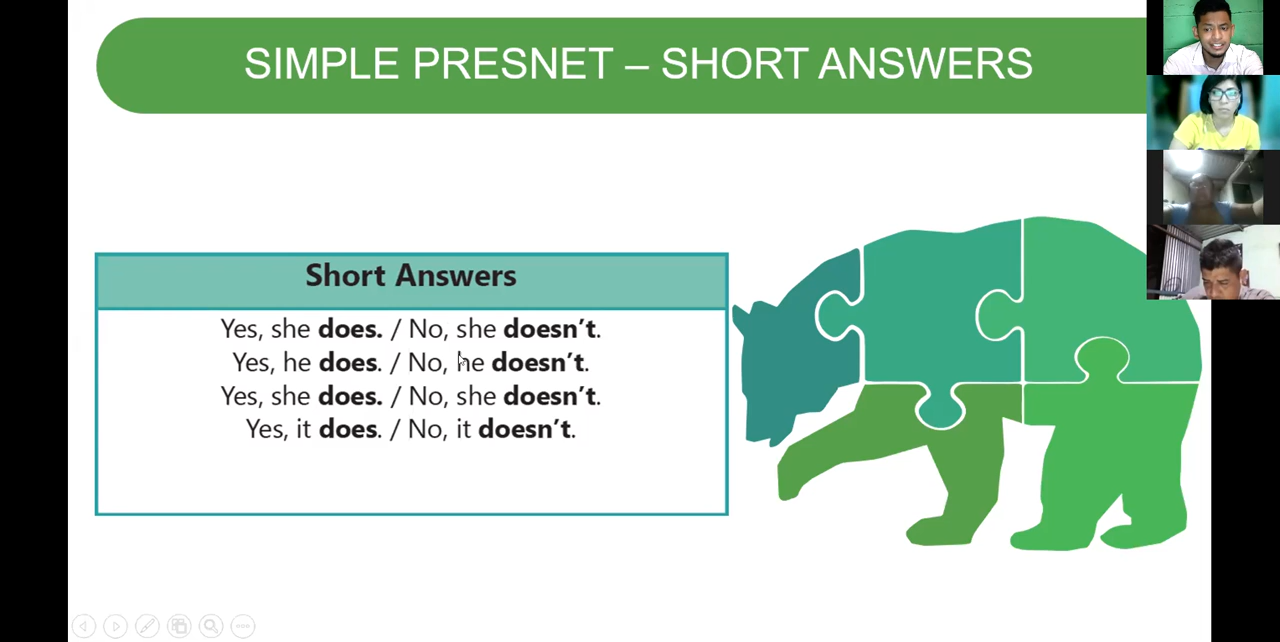 SIMPLE PRESNET – SHORT ANSWERS
Short Answers
Yes, she does. / No, she doesn’t.
Yes, he does. / No, he doesn’t.
Yes, she does. / No, she doesn’t.
Yes, it does. / No, it doesn’t.